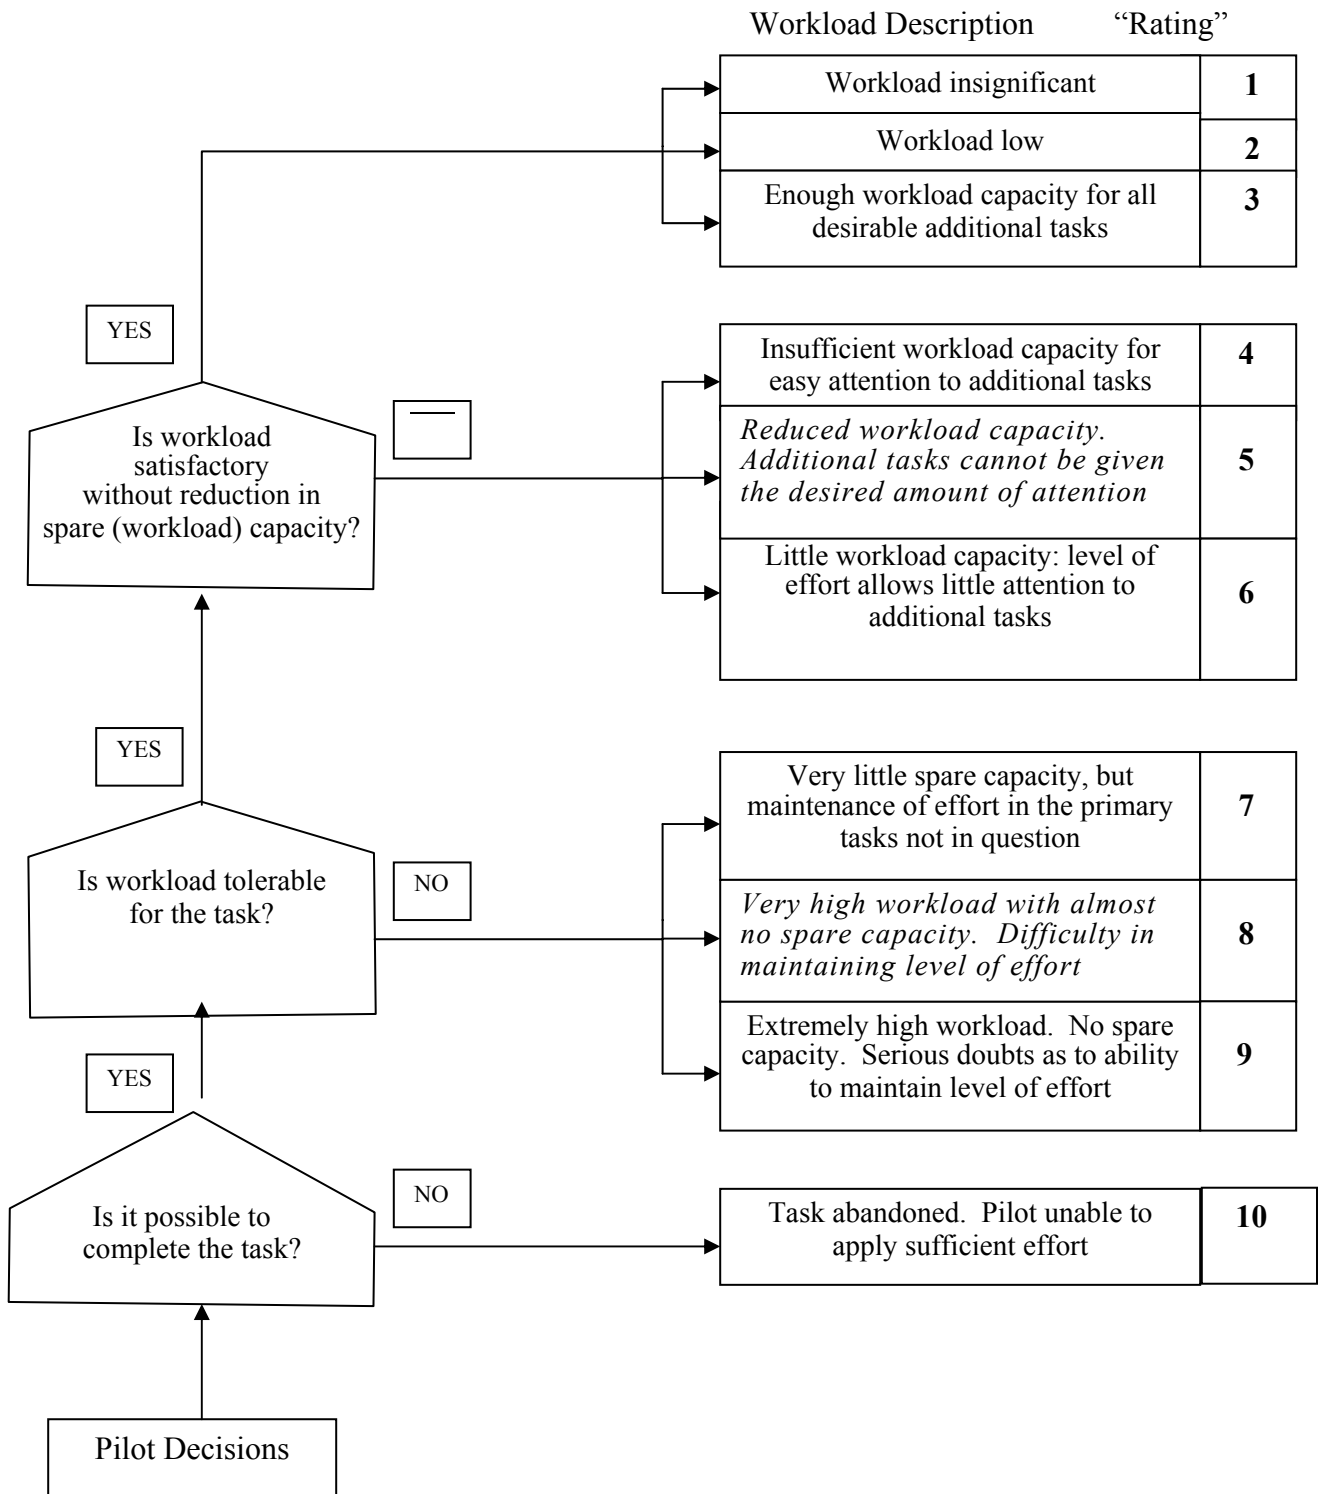 Workload Description “Rating”
Workload insignificant 1
Workload low 2
Enough workload capacity for all 3
desirable additional tasks
YES
Insufficient workload capacity for 4
easy attention to additional tasks
Is workload
satisfactory
without reduction in
spare (workload) capacity?
Reduced workload capacity.
Additional tasks cannot be given 5
the desired amount of attention
Little workload capacity: level of
effort allows little attention to 6
additional tasks
YES
Very little spare capacity, but
maintenance of effort in the primary 7
tasks not in question
Is workload tolerable
for the task?
NO
Very high workload with almost
no spare capacity. Difficulty in 8
maintaining level of effort
Extremely high workload. No spare
capacity. Serious doubts as to ability 9
to maintain level of effort
YES
Is it possible to
complete the task?
NO
Task abandoned. Pilot unable to 10
apply sufficient effort
Pilot Decisions